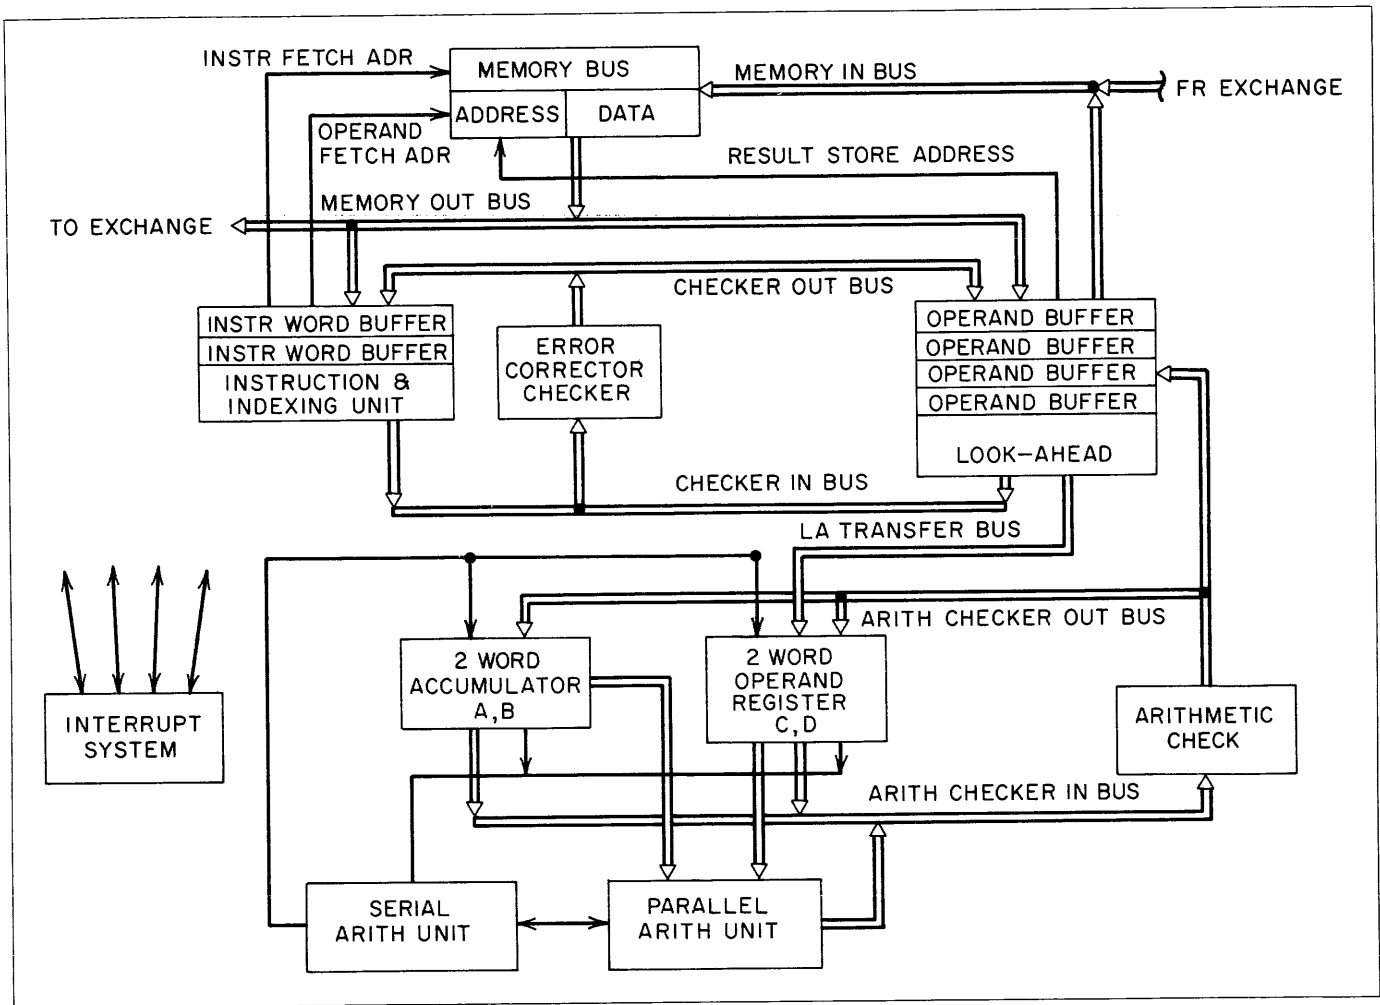 INSTR FETCH ADR
MEMORY BUS
MEMORY IN BUS
FR EXCHANGE
ADDRESS
DATA
OPERAND
FETCH ADR
RESULT STORE ADDRESS
MEMORY OUT BUS
TO EXCHANGE
CHECKER OUT BUS
INSTR WORD BUFFER
INSTR WORD BUFFER
INSTRUCTION &
INDEXING UNIT
ERROR
CORRECTOR
CHECKER
OPERAND BUFFER
OPERAND BUFFER
OPERAND BUFFER
OPERAND BUFFER
LOOK-AHEAD
CHECKER IN BUS
LA TRANSFER BUS
ARITH CHECKER OUT BUS
2 WORD
ACCUMULATOR
A,B
2 WORD
OPERAND
REGISTER
C,D
INTERRUPT
SYSTEM
ARITHMETIC
CHECK
ARITH CHECKER IN BUS
SERIAL
ARITH UNIT
PARALLEL
ARITH UNIT